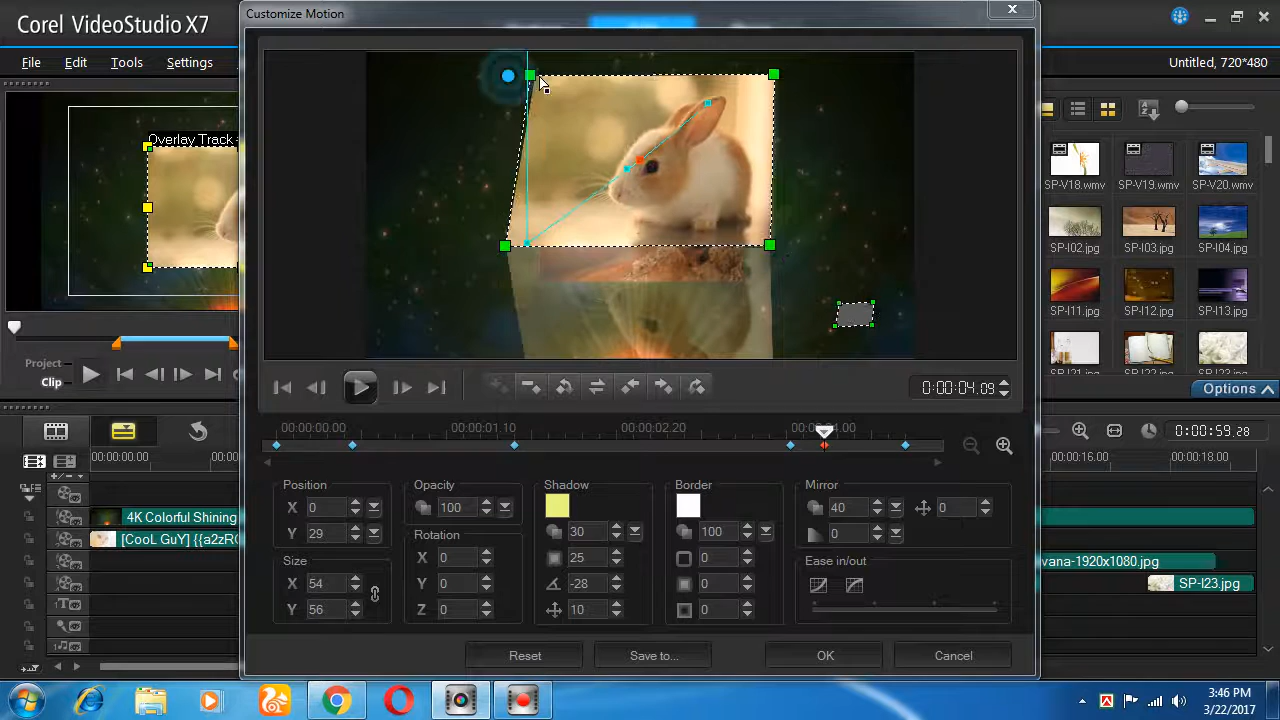 Corel VideoStudio X7
Customize Motion
File Edit Tools Settings
Untitled, 720*480
Overlay Track
SP-V18.wmv SP-V19.wmv SP-V20.wmv
SP-I02.jpg SP-I03.jpg SP-I04.jpg
SP-I11.jpg SP-I12.jpg SP-I13.jpg
Project
Clip
0:00:04.09
Options
00:00:00.00 00:00:01.10 00:00:02.20
0:00:59.28
00:00:00.00
00:00:16.00 00:00:18.00
Position Opacity Shadow Border Mirror
X 0 100 40 0
Y 29 30 100 0
Rotation
Size X 0 25 0 Ease in/out
X 54 Y 0 -28 0
Y 56 Z 0 10 0
4K Colorful Shining
[CooL GuY] {{a2zR
vana-1920x1080.jpg
SP-I23.jpg
Reset Save to... OK Cancel
3:46 PM
3/22/2017